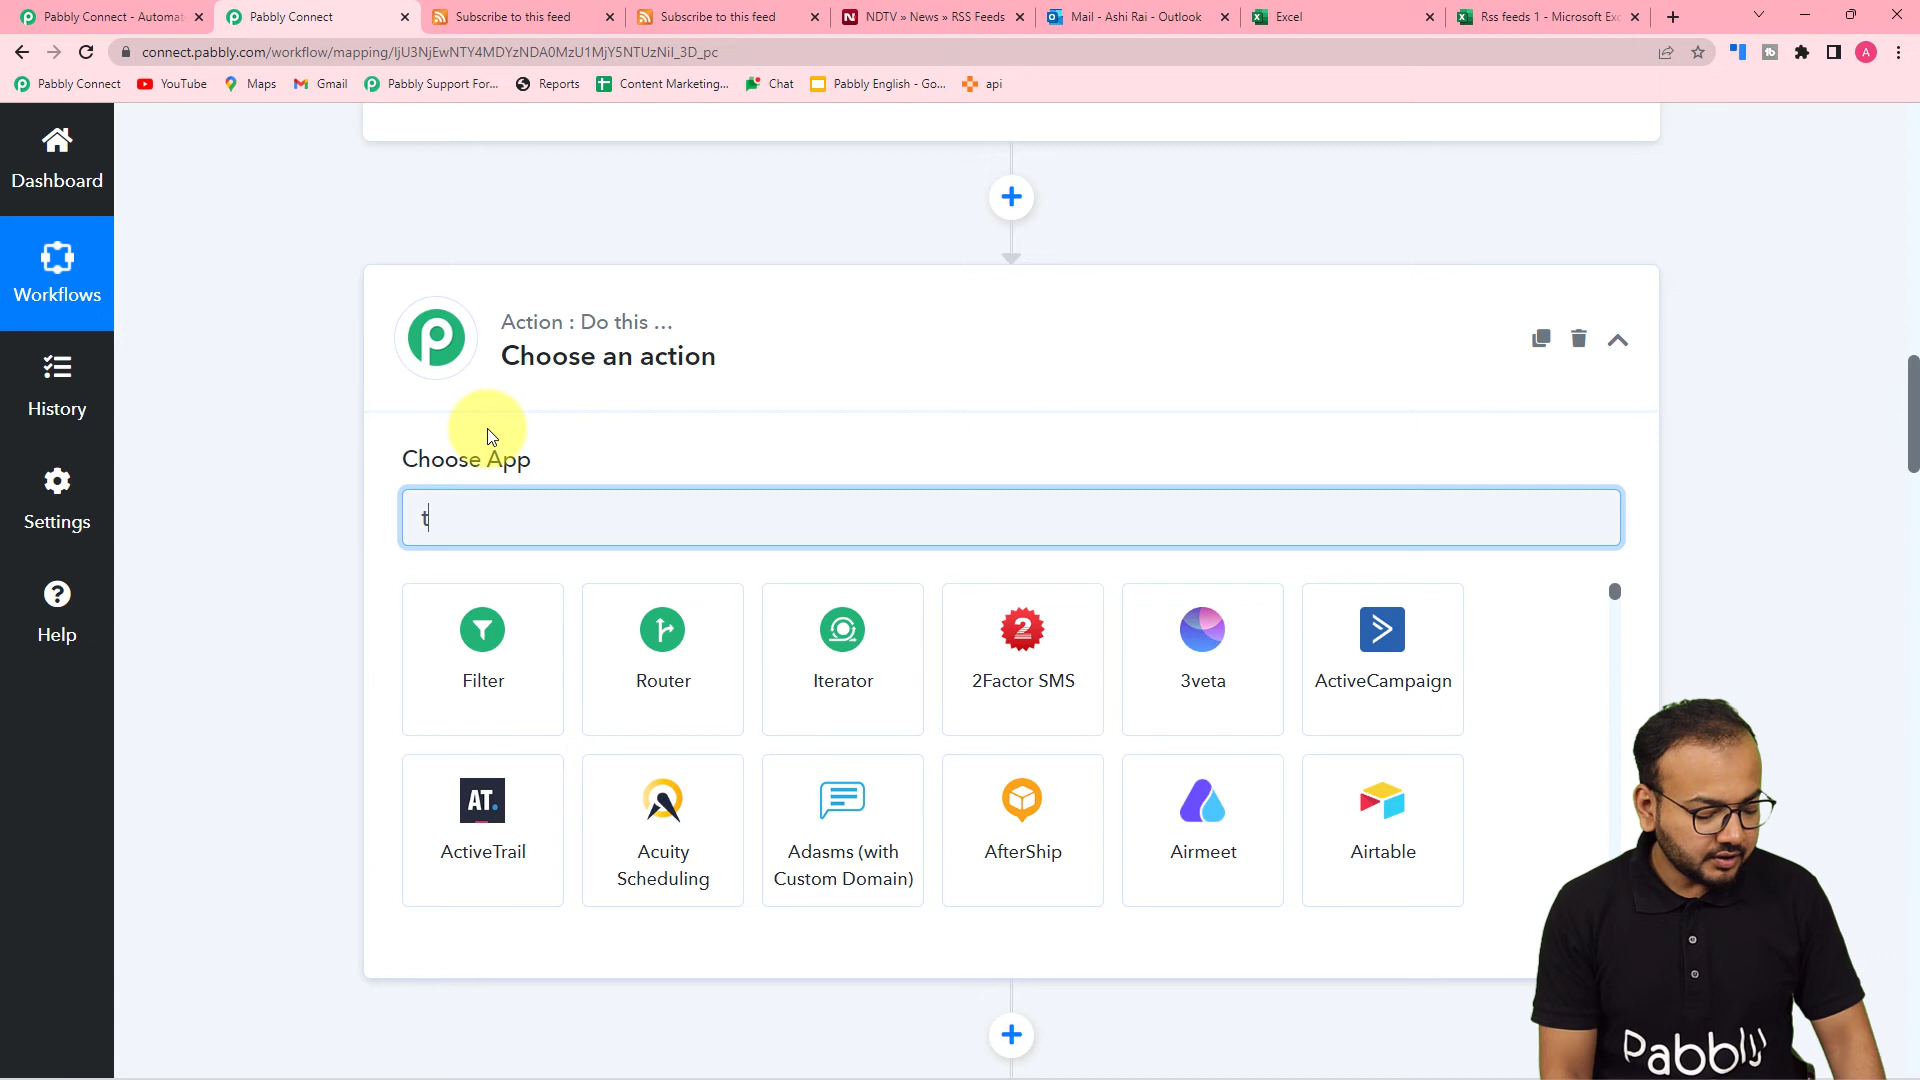 Pabbly Connect - Automat
Pabbly Connect
Subscribe to this feed
Subscribe to this feed
NDTV » News » RSS Feeds
Mail - Ashi Rai - Outlook
Excel
Rss feeds 1 - Microsoft Exc
connect.pabbly.com/workflow/mapping/IjU3NjEwNTY4MDYzNDA0MzU1MjY5NTUzNiI_3D_pc
A
Pabbly Connect
YouTube
Maps
Gmail
Pabbly Support For...
Reports
Content Marketing...
Chat
Pabbly English - Go...
api
Dashboard
Workflows
History
Settings
Help
Action : Do this ...
Choose an action
Choose App
t
Filter
Router
Iterator
2
2Factor SMS
3veta
ActiveCampaign
AT.
ActiveTrail
Acuity
Scheduling
Adasms (with
Custom Domain)
AfterShip
Airmeet
Airtable
Pabbly